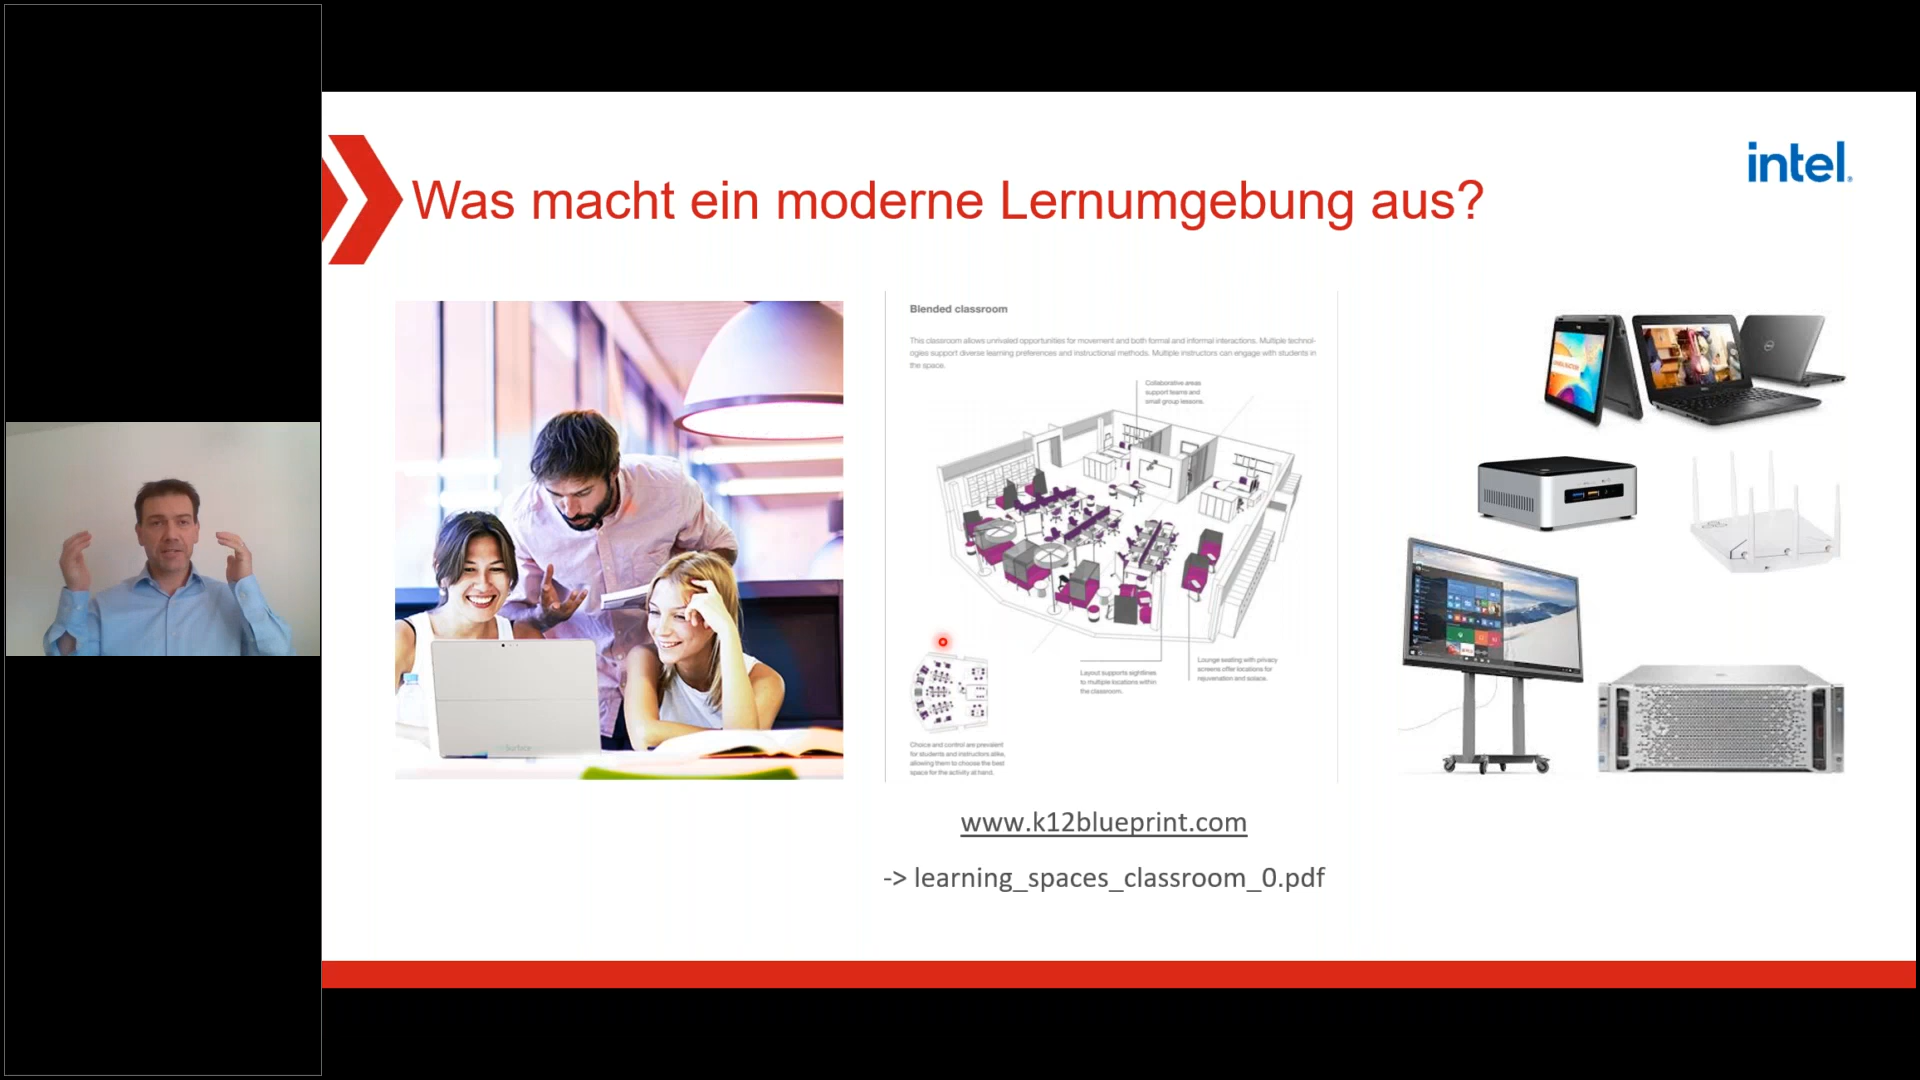 Was macht ein moderne Lernumgebung aus?
intel.
Blended classroom
This classroom allows unrivaled opportunities for movement and both formal and informal interactions. Multiple technol-
ogies support diverse learning preferences and instructional methods. Multiple instructors can engage with students in
the space.
Collaborative areas
support teams and
small group lessons.
Layout supports sightlines
to multiple locations within
the classroom.
Lounge seating with privacy
screens offer locations for
rejuvenation and solace.
Choice and control are prevalent
for students and instructors alike,
allowing them to choose the best
space for the activity at hand.
www.k12blueprint.com
-> learning_spaces_classroom_0.pdf